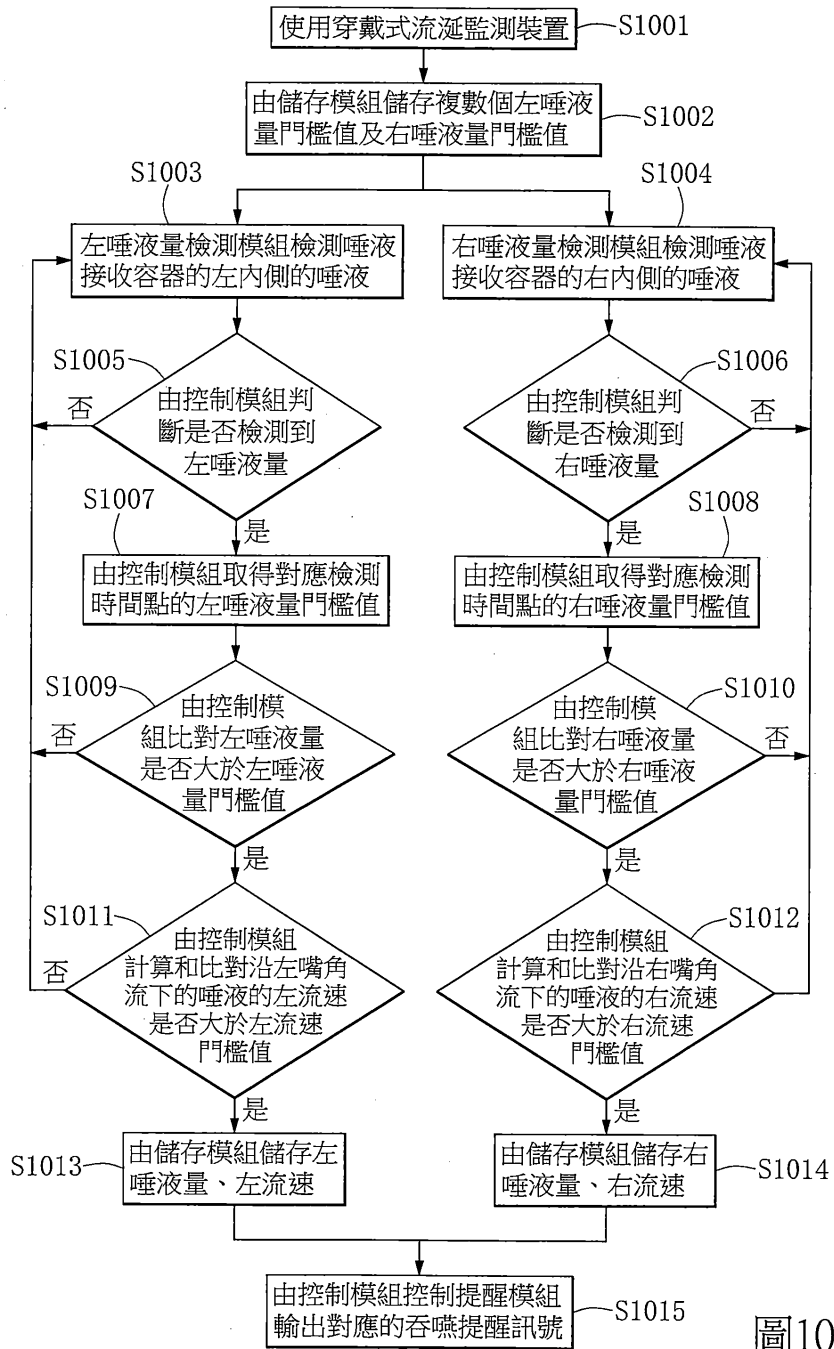 使用穿戴式流涎監測裝置
S1001
由儲存模組儲存複數個左唾液
量門檻值及右唾液量門檻值
S1002
S1003
左唾液量檢測模組檢測唾液
接收容器的左內側的唾液
S1004
右唾液量檢測模組檢測唾液
接收容器的右內側的唾液
S1005
由控制模組判
斷是否檢測到
左唾液量
否
是
S1006
由控制模組判
斷是否檢測到
右唾液量
否
是
S1007
由控制模組取得對應檢測
時間點的左唾液量門檻值
S1008
由控制模組取得對應檢測
時間點的右唾液量門檻值
S1009
由控制模
組比對左唾液量
是否大於左唾液
量門檻值
否
是
S1010
由控制模
組比對右唾液量
是否大於右唾液
量門檻值
否
是
S1011
由控制模組
計算和比對沿左嘴角
流下的唾液的左流速
是否大於左流速
門檻值
否
是
S1012
由控制模組
計算和比對沿右嘴角
流下的唾液的右流速
是否大於右流速
門檻值
是
S1013
由儲存模組儲存左
唾液量、左流速
由儲存模組儲存右
唾液量、右流速
S1014
由控制模組控制提醒模組
輸出對應的吞嚥提醒訊號
S1015
圖10